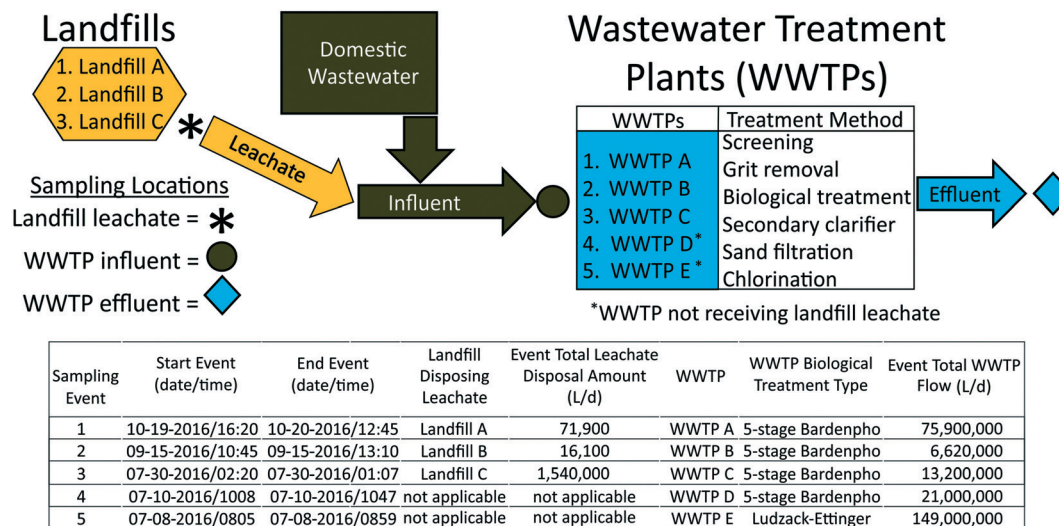 Landfills
1. Landfill A
2. Landfill B
3. Landfill C
*
Leachate
Domestic
Wastewater
Influent
Wastewater Treatment
Plants (WWTPs)
WWTPs Treatment Method
1. WWTP A
2. WWTP B
3. WWTP C
4. WWTP D*
5. WWTP E*
Screening
Grit removal
Biological treatment
Secondary clarifier
Sand filtration
Chlorination
Effluent
*WWTP not receiving landfill leachate
Sampling Locations
Landfill leachate = *
WWTP influent =
WWTP effluent =
Sampling
Event
Start Event
(date/time)
End Event
(date/time)
Landfill
Disposing
Leachate
Event Total Leachate
Disposal Amount
(L/d)
WWTP
WWTP Biological
Treatment Type
Event Total WWTP
Flow (L/d)
1 10-19-2016/16:20 10-20-2016/12:45 Landfill A 71,900 WWTP A 5-stage Bardenpho 75,900,000
2 09-15-2016/10:45 09-15-2016/13:10 Landfill B 16,100 WWTP B 5-stage Bardenpho 6,620,000
3 07-30-2016/02:20 07-30-2016/01:07 Landfill C 1,540,000 WWTP C 5-stage Bardenpho 13,200,000
4 07-10-2016/1008 07-10-2016/1047 not applicable not applicable WWTP D 5-stage Bardenpho 21,000,000
5 07-08-2016/0805 07-08-2016/0859 not applicable not applicable WWTP E Ludzack-Ettinger 149,000,000